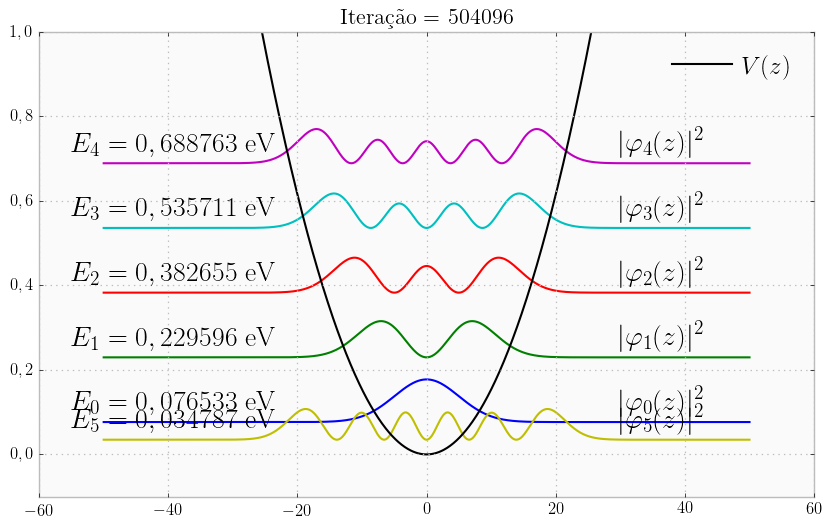 Iteração = 504096
1,0
V(z)
0,8
E₄ = 0,688763 eV
|φ₄(z)|²
0,6
E₃ = 0,535711 eV
|φ₃(z)|²
0,4
E₂ = 0,382655 eV
|φ₂(z)|²
E₁ = 0,229596 eV
|φ₁(z)|²
0,2
E₀ = 0,076533 eV
|φ₀(z)|²
E₅ = 0,034787 eV
|φ₅(z)|²
0,0
−60 −40 −20 0 20 40 60